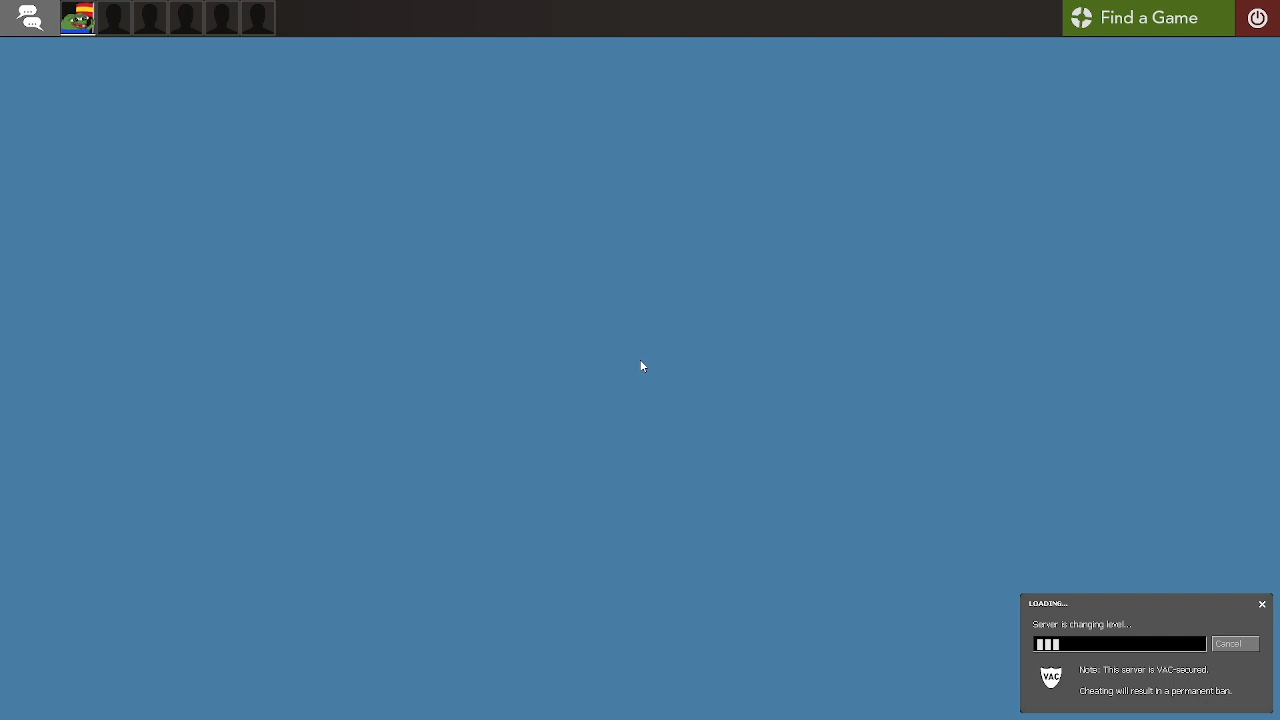 Find a Game
LOADING...
Server is changing level...
Cancel
Note: This server is VAC-secured.
VAC
Cheating will result in a permanent ban.